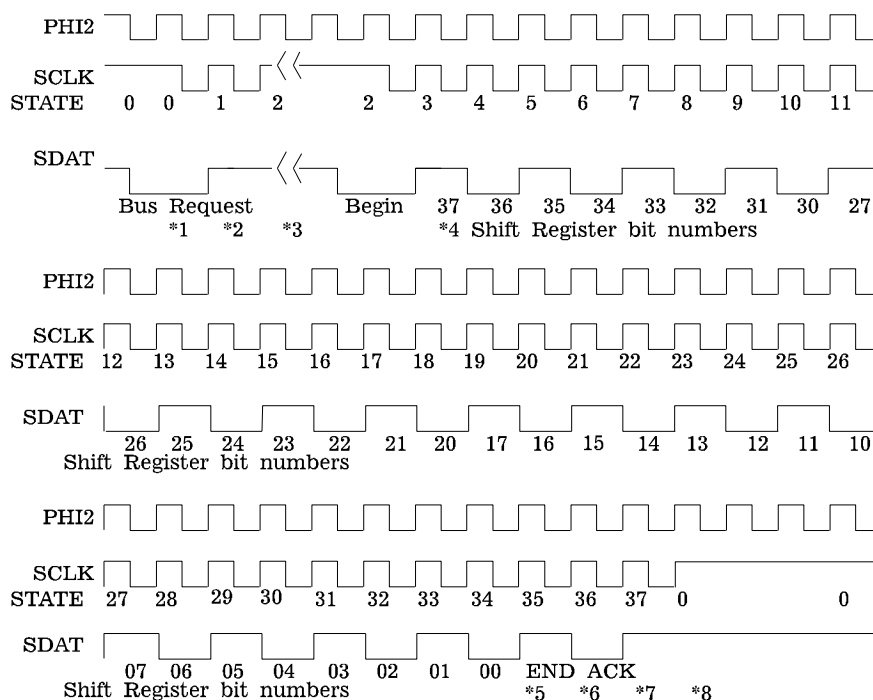 PHI2
SCLK
STATE 0 0 1 2 2 3 4 5 6 7 8 9 10 11
SDAT
Bus Request Begin 37 36 35 34 33 32 31 30 27
*1 *2 *3 *4 Shift Register bit numbers
PHI2
SCLK
STATE 12 13 14 15 16 17 18 19 20 21 22 23 24 25 26
SDAT
26 25 24 23 22 21 20 17 16 15 14 13 12 11 10
Shift Register bit numbers
PHI2
SCLK
STATE 27 28 29 30 31 32 33 34 35 36 37 0 0
SDAT
07 06 05 04 03 02 01 00 END ACK
Shift Register bit numbers *5 *6 *7 *8